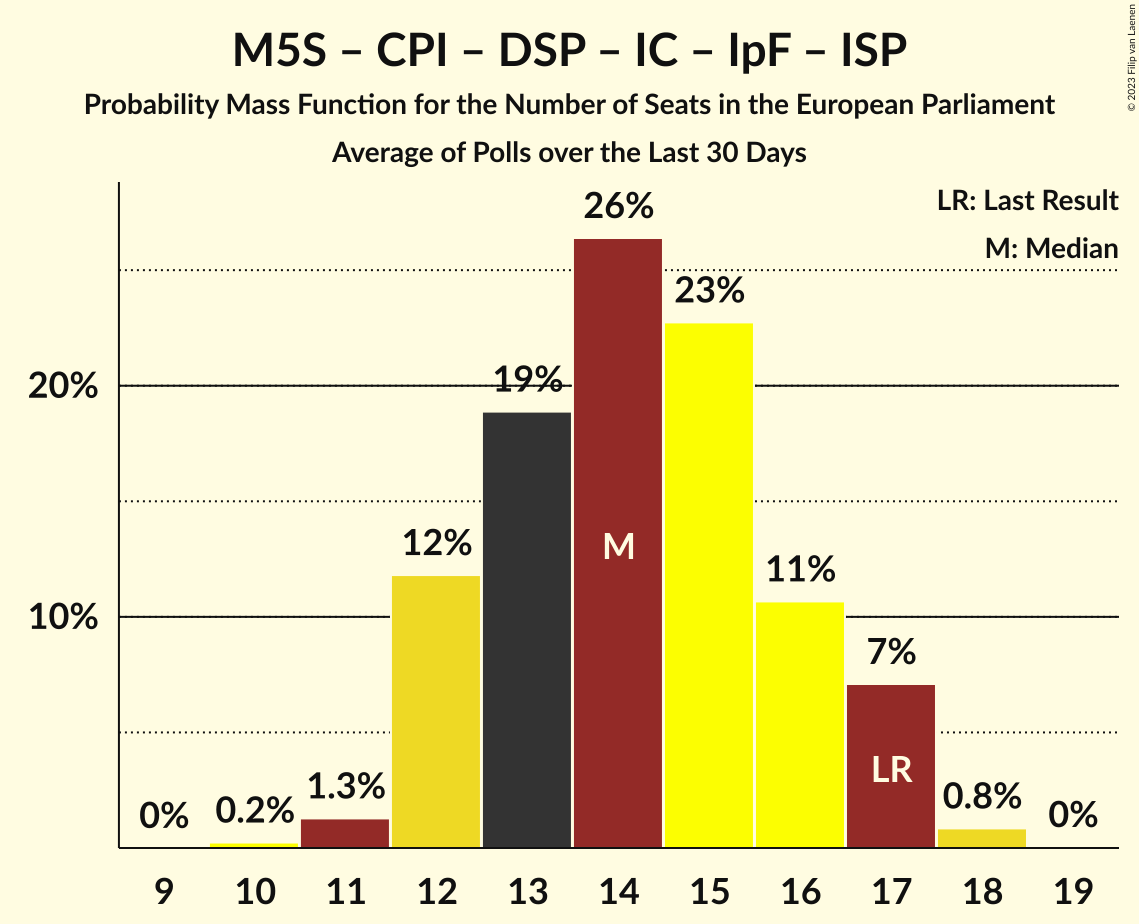 M5S – CPI – DSP – IC – IpF – ISP
Probability Mass Function for the Number of Seats in the European Parliament
Average of Polls over the Last 30 Days
© 2023 Filip van Laenen
LR: Last Result
M: Median
26%
23%
20%
19%
12%
M
11%
10%
7%
LR
1.3%
0.8%
0.2%
0%
0%
9 10 11 12 13 14 15 16 17 18 19